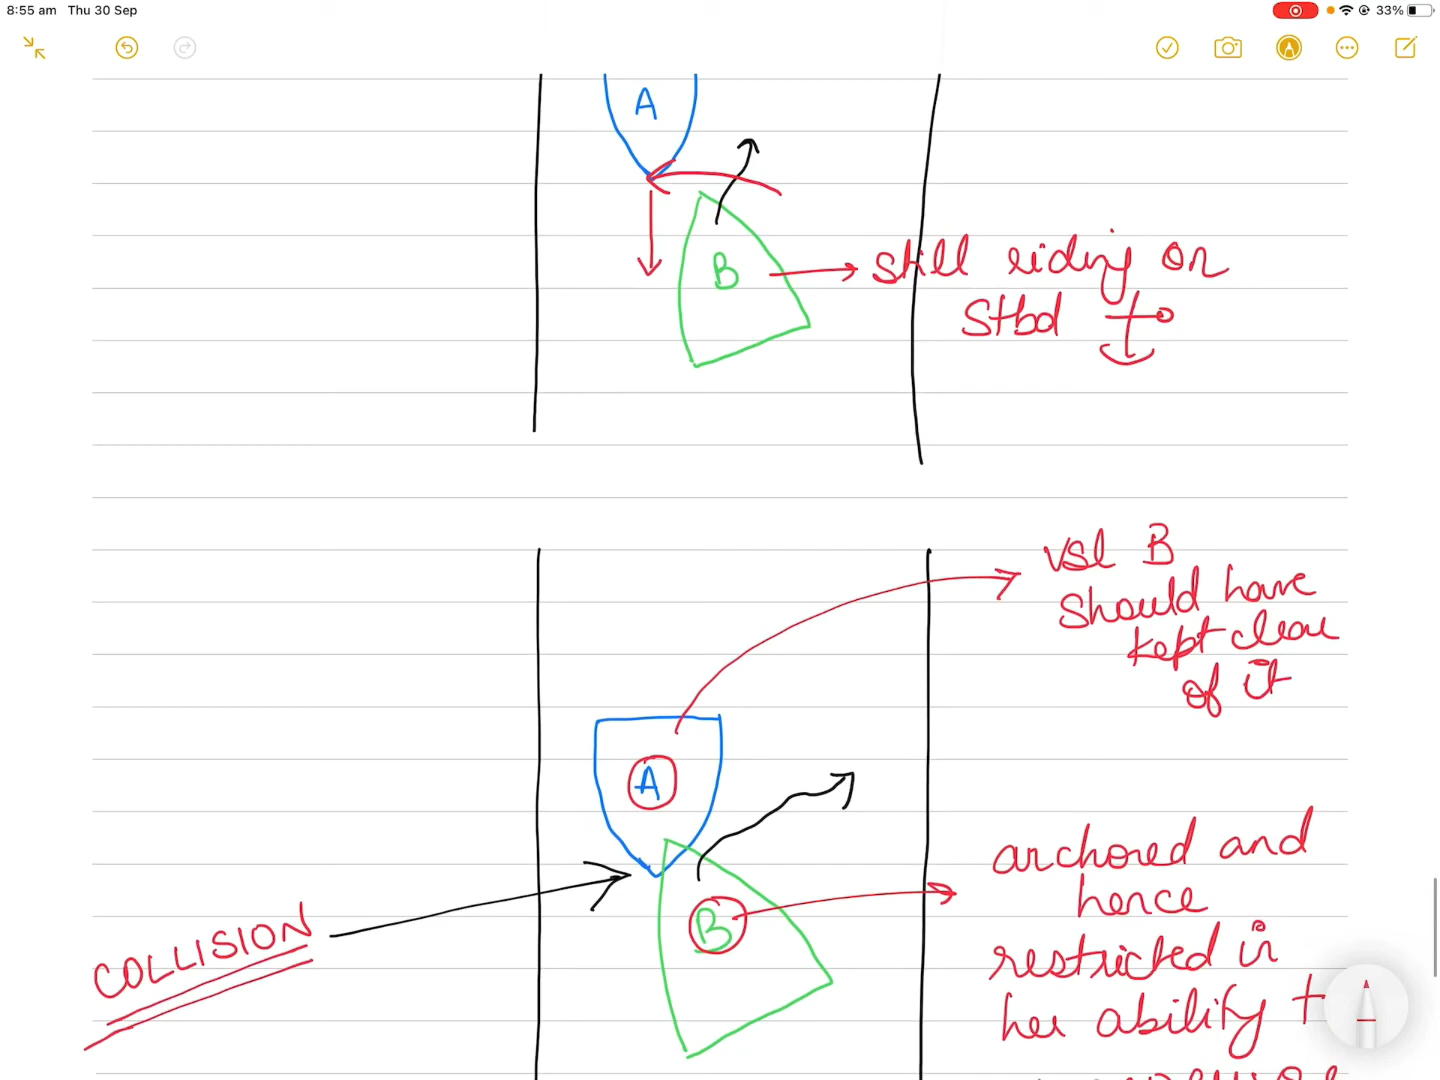 8:55 am Thu 30 Sep
33%
A
B
still riding on
Stbd
vsl B
should have
kept clear
of it
A
B
COLLISION
anchored and
hence
restricted in
her ability